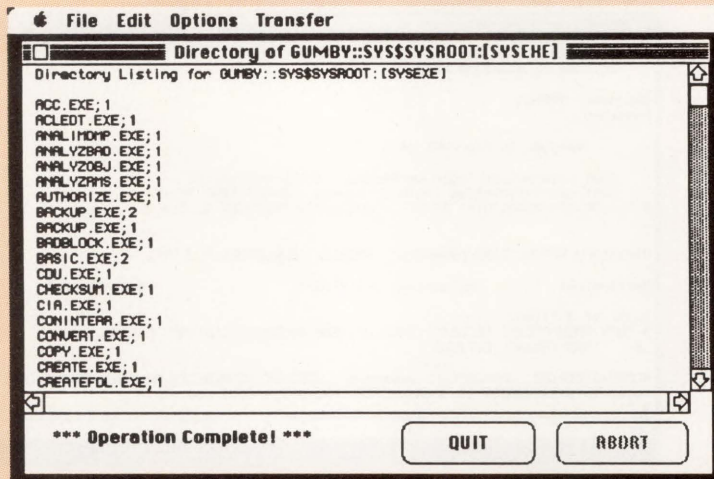 File Edit Options Transfer
Directory of GUMBY::SYS$SYSROOT:[SYSEXE]
Directory Listing for GUMBY::SYS$SYSROOT:[SYSEXE]
ACC.EXE;1
ACLEDT.EXE;1
ANALIMDMP.EXE;1
ANALYZBAD.EXE;1
ANALYZOBJ.EXE;1
ANALYZRMS.EXE;1
AUTHORIZE.EXE;1
BACKUP.EXE;2
BACKUP.EXE;1
BADBLOCK.EXE;1
BASIC.EXE;2
CDU.EXE;1
CHECKSUM.EXE;1
CIA.EXE;1
CONINTERR.EXE;1
CONVERT.EXE;1
COPY.EXE;1
CREATE.EXE;1
CREATEFDL.EXE;1
*** Operation Complete! ***
QUIT
ABORT